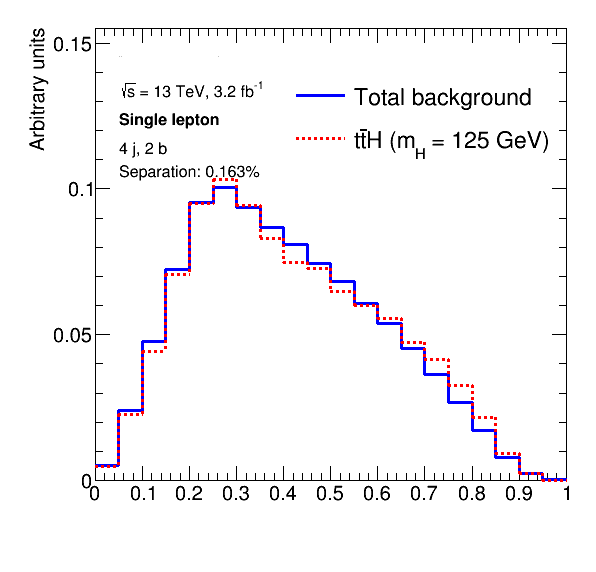 Arbitrary units
0.15
0.1
0.05
0
√s = 13 TeV, 3.2 fb⁻¹
Single lepton
4 j, 2 b
Separation: 0.163%
Total background
tt̄H (m_H = 125 GeV)
0 0.1 0.2 0.3 0.4 0.5 0.6 0.7 0.8 0.9 1